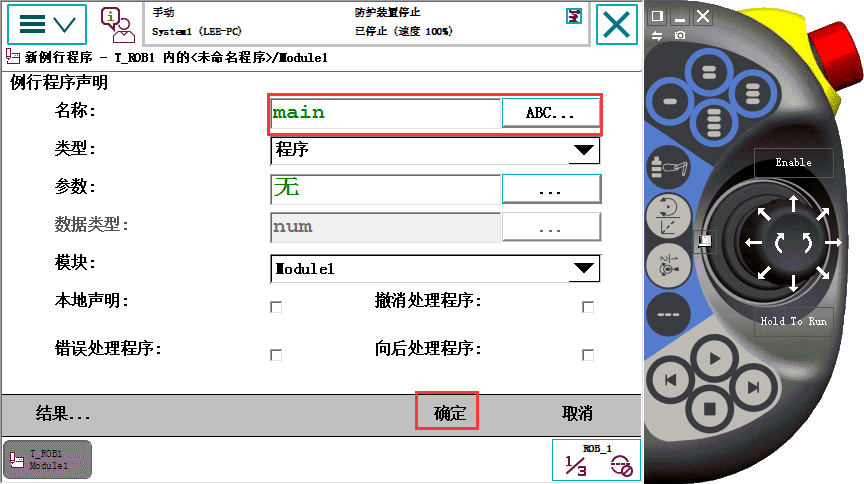 手动
System1 (LEE-PC)
防护装置停止
已停止 (速度 100%)
新例行程序 - T_ROB1 内的<未命名程序>/Module1
例行程序声明
名称: main ABC...
类型: 程序
参数: 无 ...
数据类型: num ...
模块: Module1
本地声明: 撤消处理程序:
错误处理程序: 向后处理程序:
结果... 确定 取消
T_ROB1
Module1
ROB_1
1/3
Enable
Hold To Run